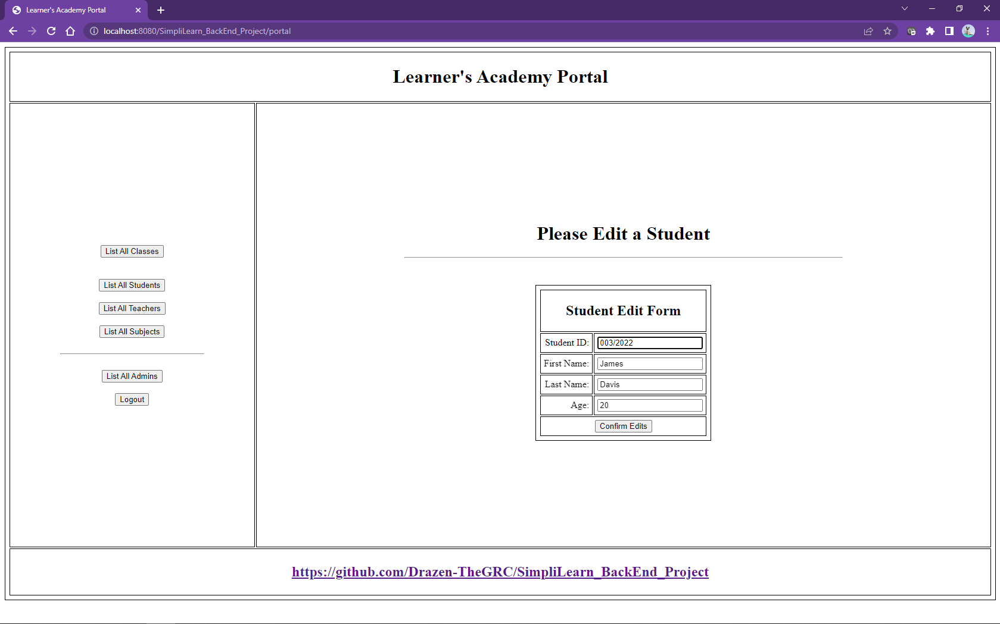 Learner's Academy Portal
localhost:8080/SimpliLearn_BackEnd_Project/portal
Learner's Academy Portal
List All Classes
List All Students
List All Teachers
List All Subjects
List All Admins
Logout
Please Edit a Student
Student Edit Form
Student ID: 003/2022
First Name: James
Last Name: Davis
Age: 20
Confirm Edits
https://github.com/Drazen-TheGRC/SimpliLearn_BackEnd_Project